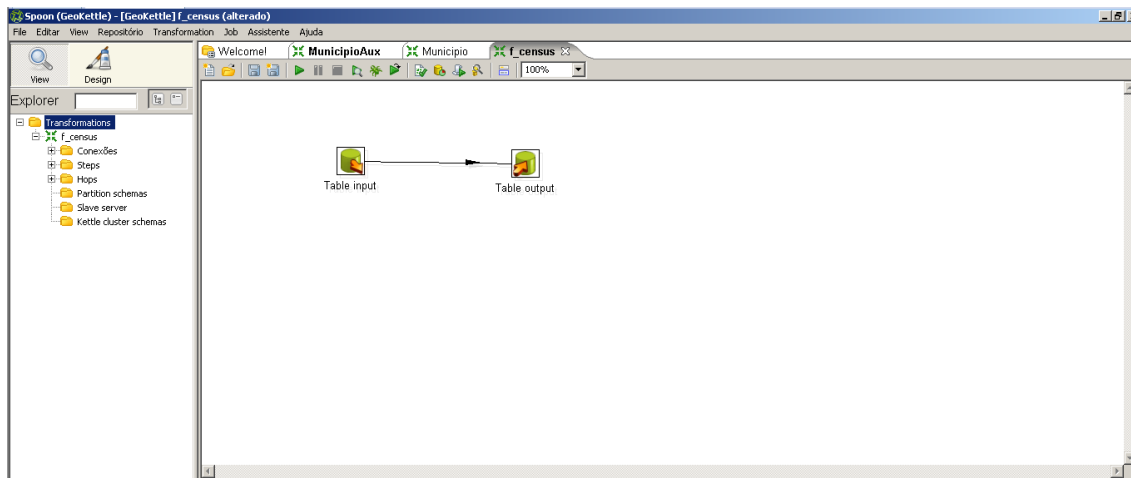 Spoon (GeoKettle) - [GeoKettle] f_census (alterado)
File Editar View Repositório Transformation Job Assistente Ajuda
View Design
Explorer
Transformations
f_census
Conexões
Steps
Hops
Partition schemas
Slave server
Kettle cluster schemas
Welcome! MunicipioAux Municipio f_census
100%
Table input
Table output